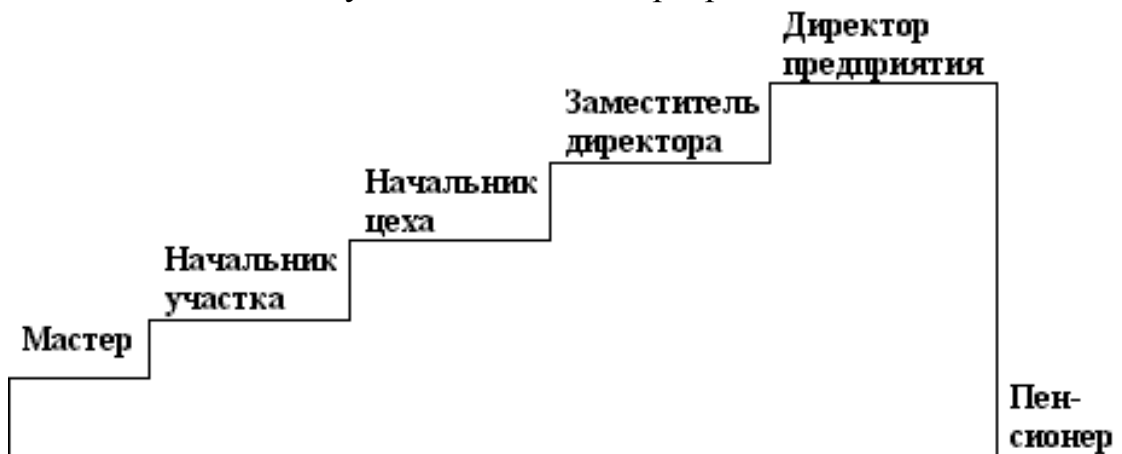 Директор
предприятия
Заместитель
директора
Начальник
цеха
Начальник
участка
Мастер
Пен-
сионер